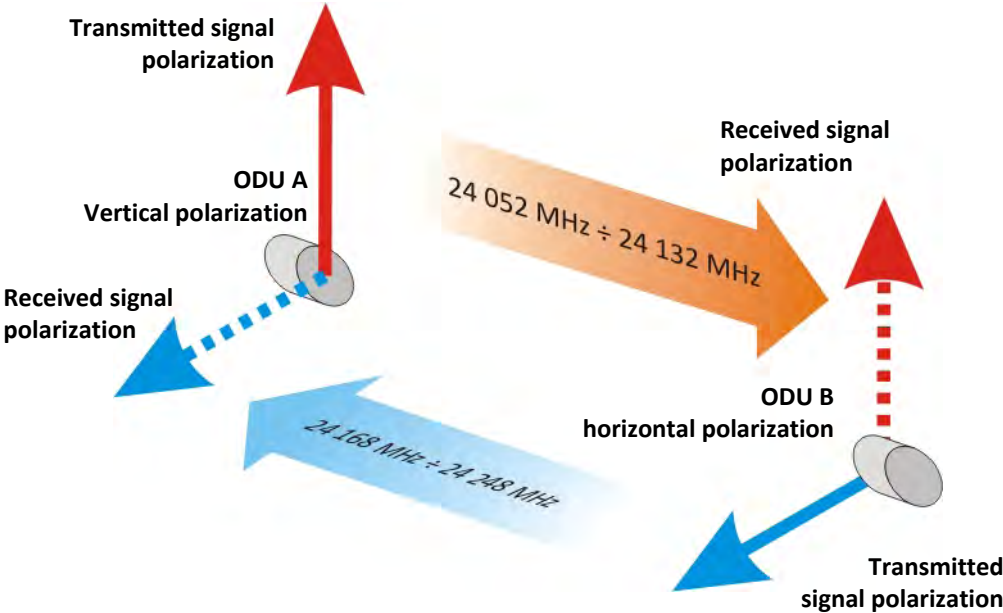 Transmitted signal
polarization
ODU A
Vertical polarization
Received signal
polarization
24 052 MHz ÷ 24 132 MHz
Received signal
polarization
24 168 MHz ÷ 24 248 MHz
ODU B
horizontal polarization
Transmitted
signal polarization